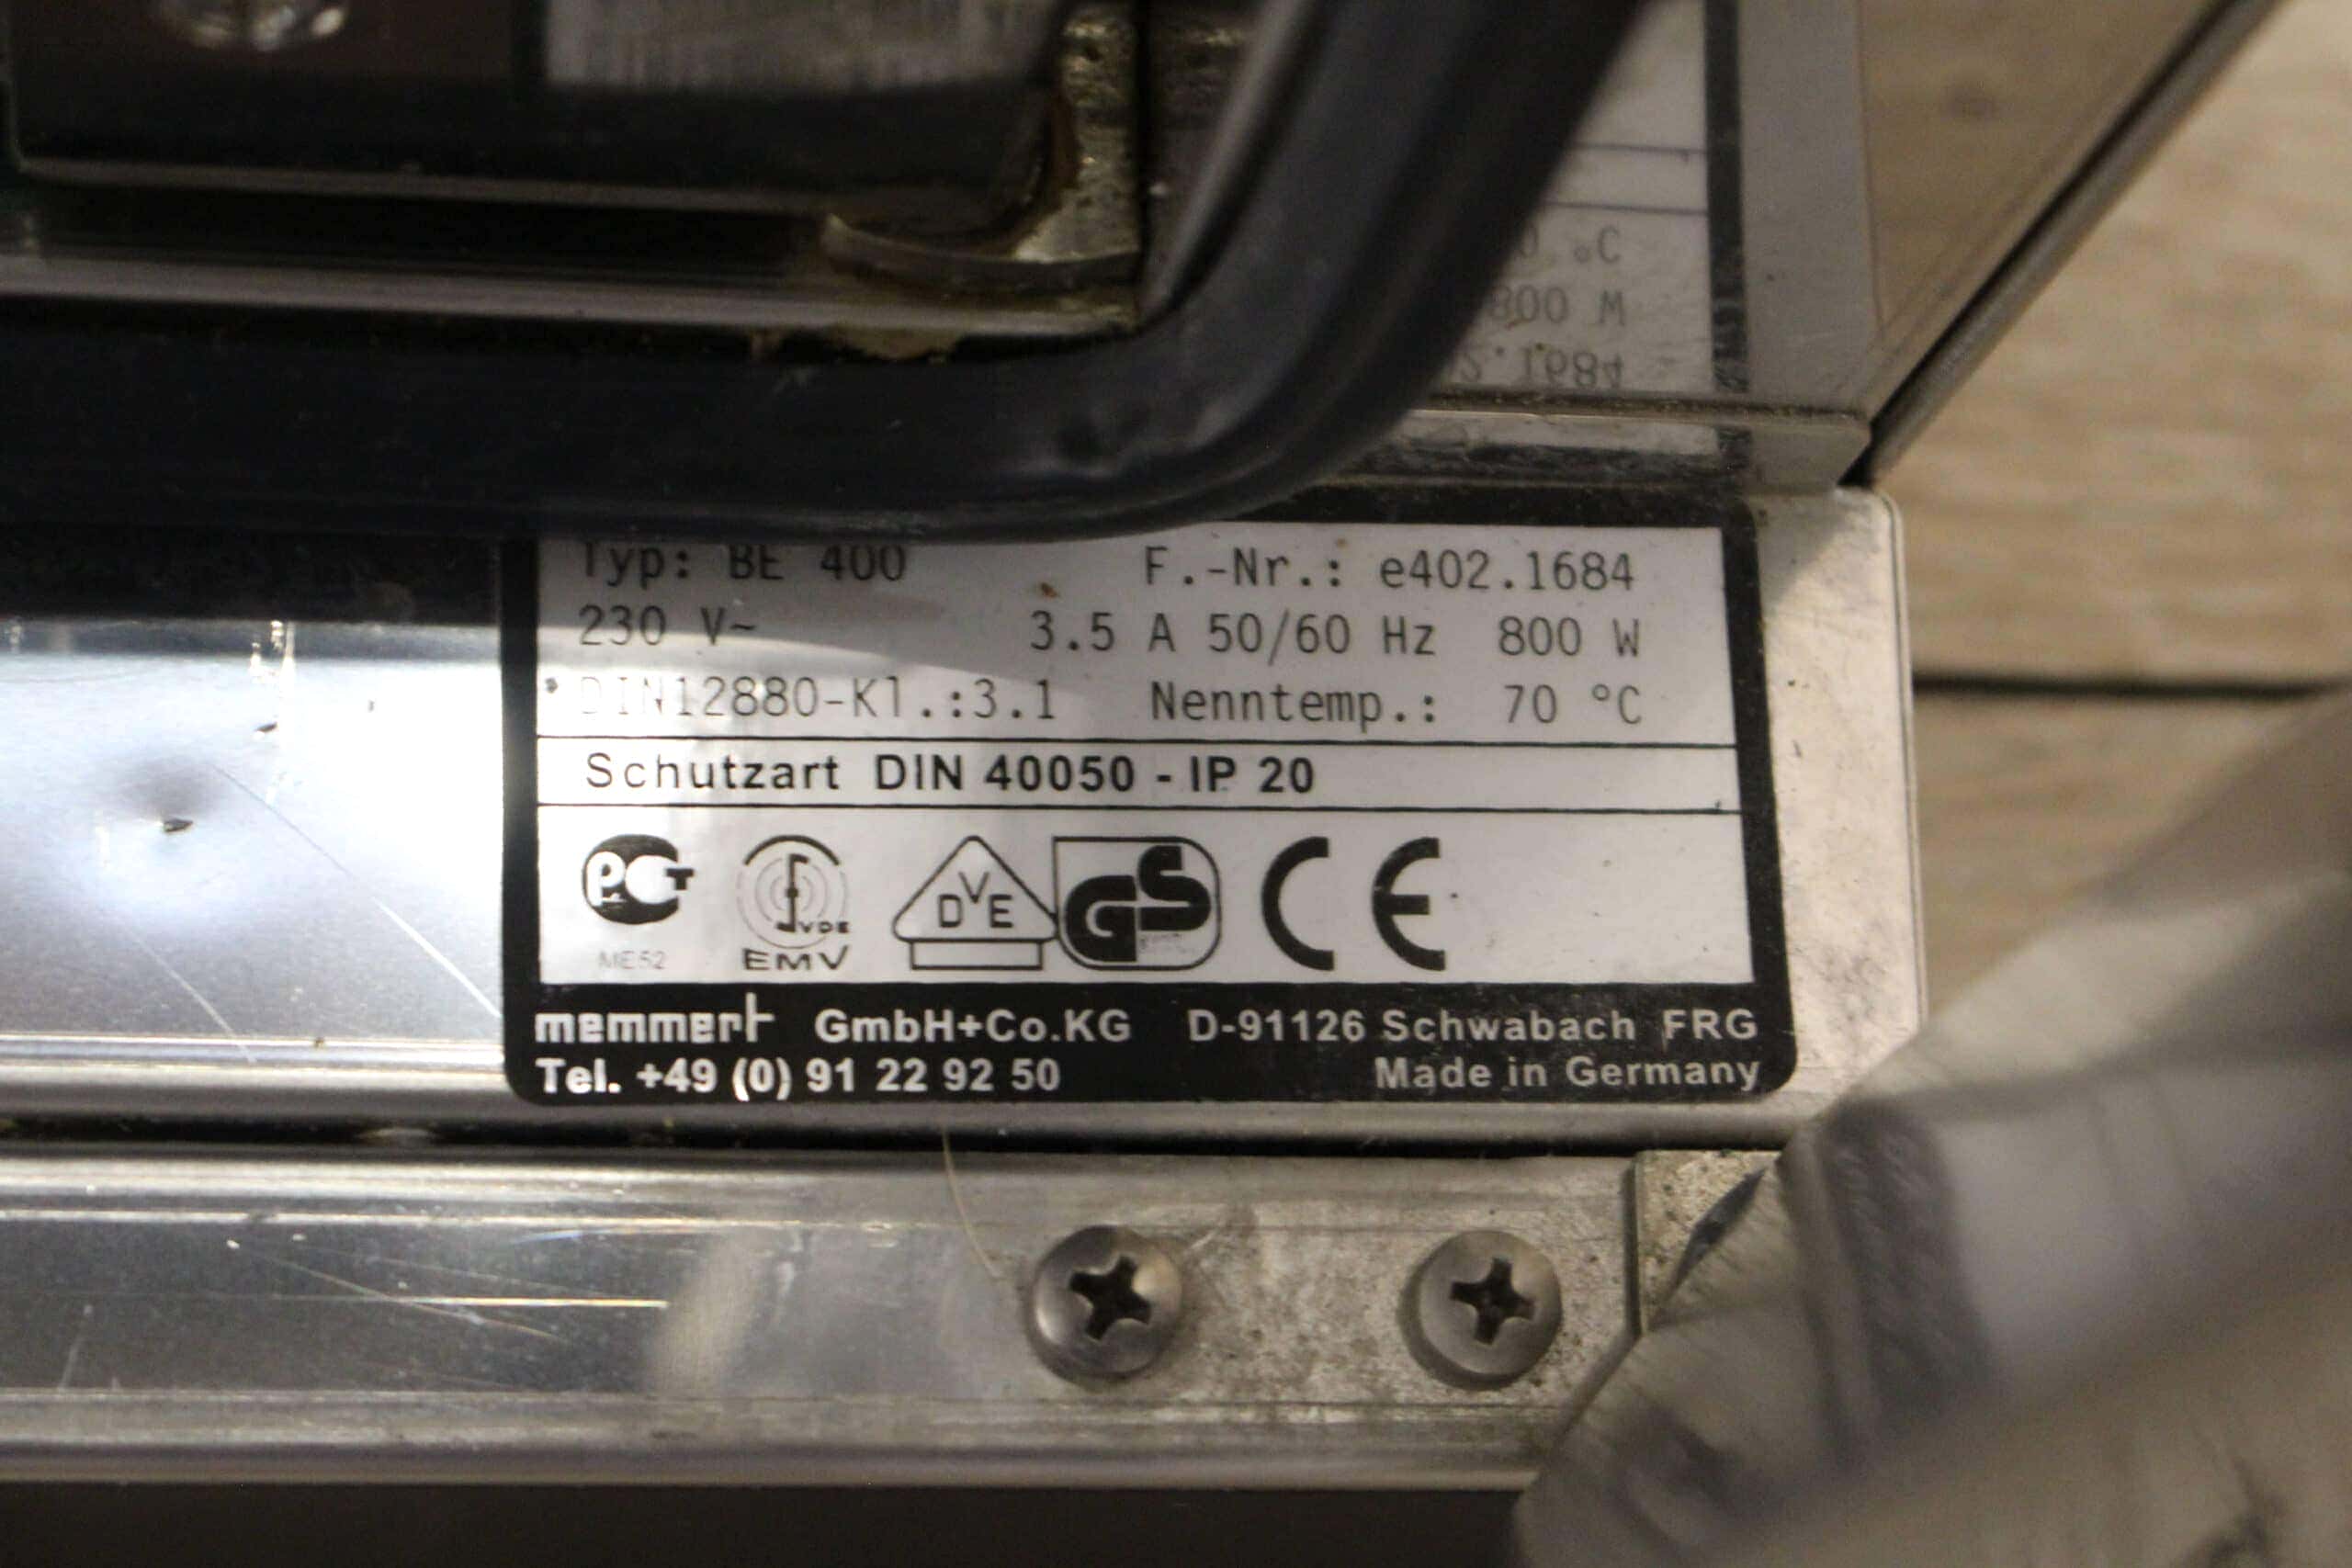 Typ: BE 400 F.-Nr.: e402.1684
230 V~ 3.5 A 50/60 Hz 800 W
DIN12880-Kl.:3.1 Nenntemp.: 70 °C
Schutzart DIN 40050 - IP 20
PCT VDE DVE GS CE
ME52 EMV
memmert GmbH+Co.KG D-91126 Schwabach FRG
Tel. +49 (0) 91 22 92 50 Made in Germany